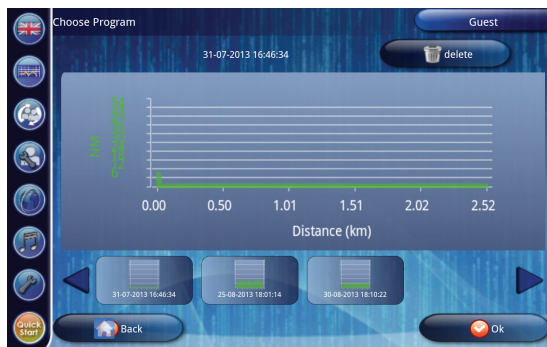 Choose Program
Guest
31-07-2013 16:46:34
delete
NM
0.00 0.50 1.01 1.51 2.02 2.52
Distance (km)
31-07-2013 16:46:34
25-08-2013 18:01:14
30-08-2013 18:10:22
Quick
Start
Back
Ok